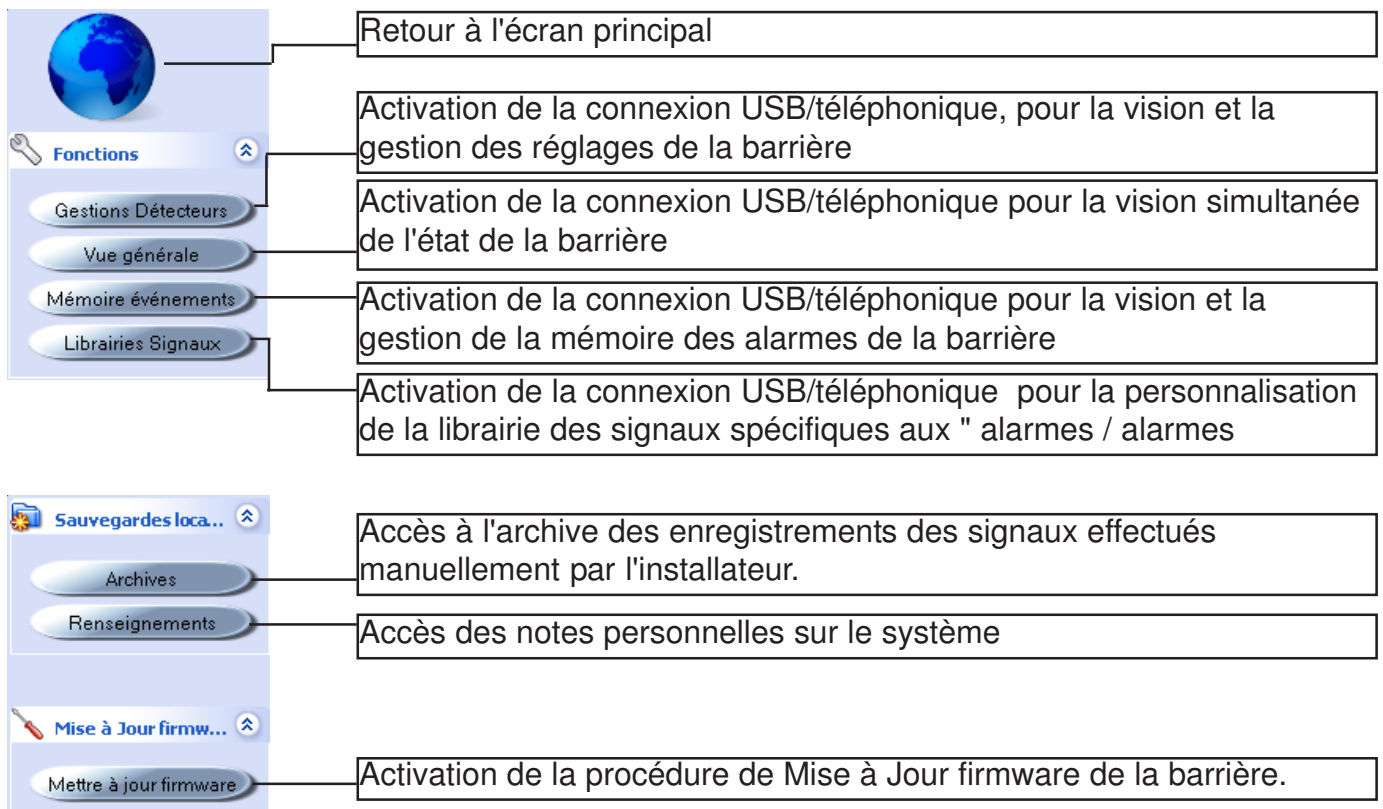 Retour à l'écran principal
Activation de la connexion USB/téléphonique, pour la vision et la
gestion des réglages de la barrière
Fonctions
Gestions Détecteurs
Activation de la connexion USB/téléphonique pour la vision simultanée
de l'état de la barrière
Vue générale
Mémoire événements
Activation de la connexion USB/téléphonique pour la vision et la
gestion de la mémoire des alarmes de la barrière
Librairies Signaux
Activation de la connexion USB/téléphonique  pour la personnalisation
de la librairie des signaux spécifiques aux " alarmes / alarmes
Sauvegardes loca...
Accès à l'archive des enregistrements des signaux effectués
manuellement par l'installateur.
Archives
Renseignements
Accès des notes personnelles sur le système
Mise à Jour firmw...
Mettre à jour firmware
Activation de la procédure de Mise à Jour firmware de la barrière.